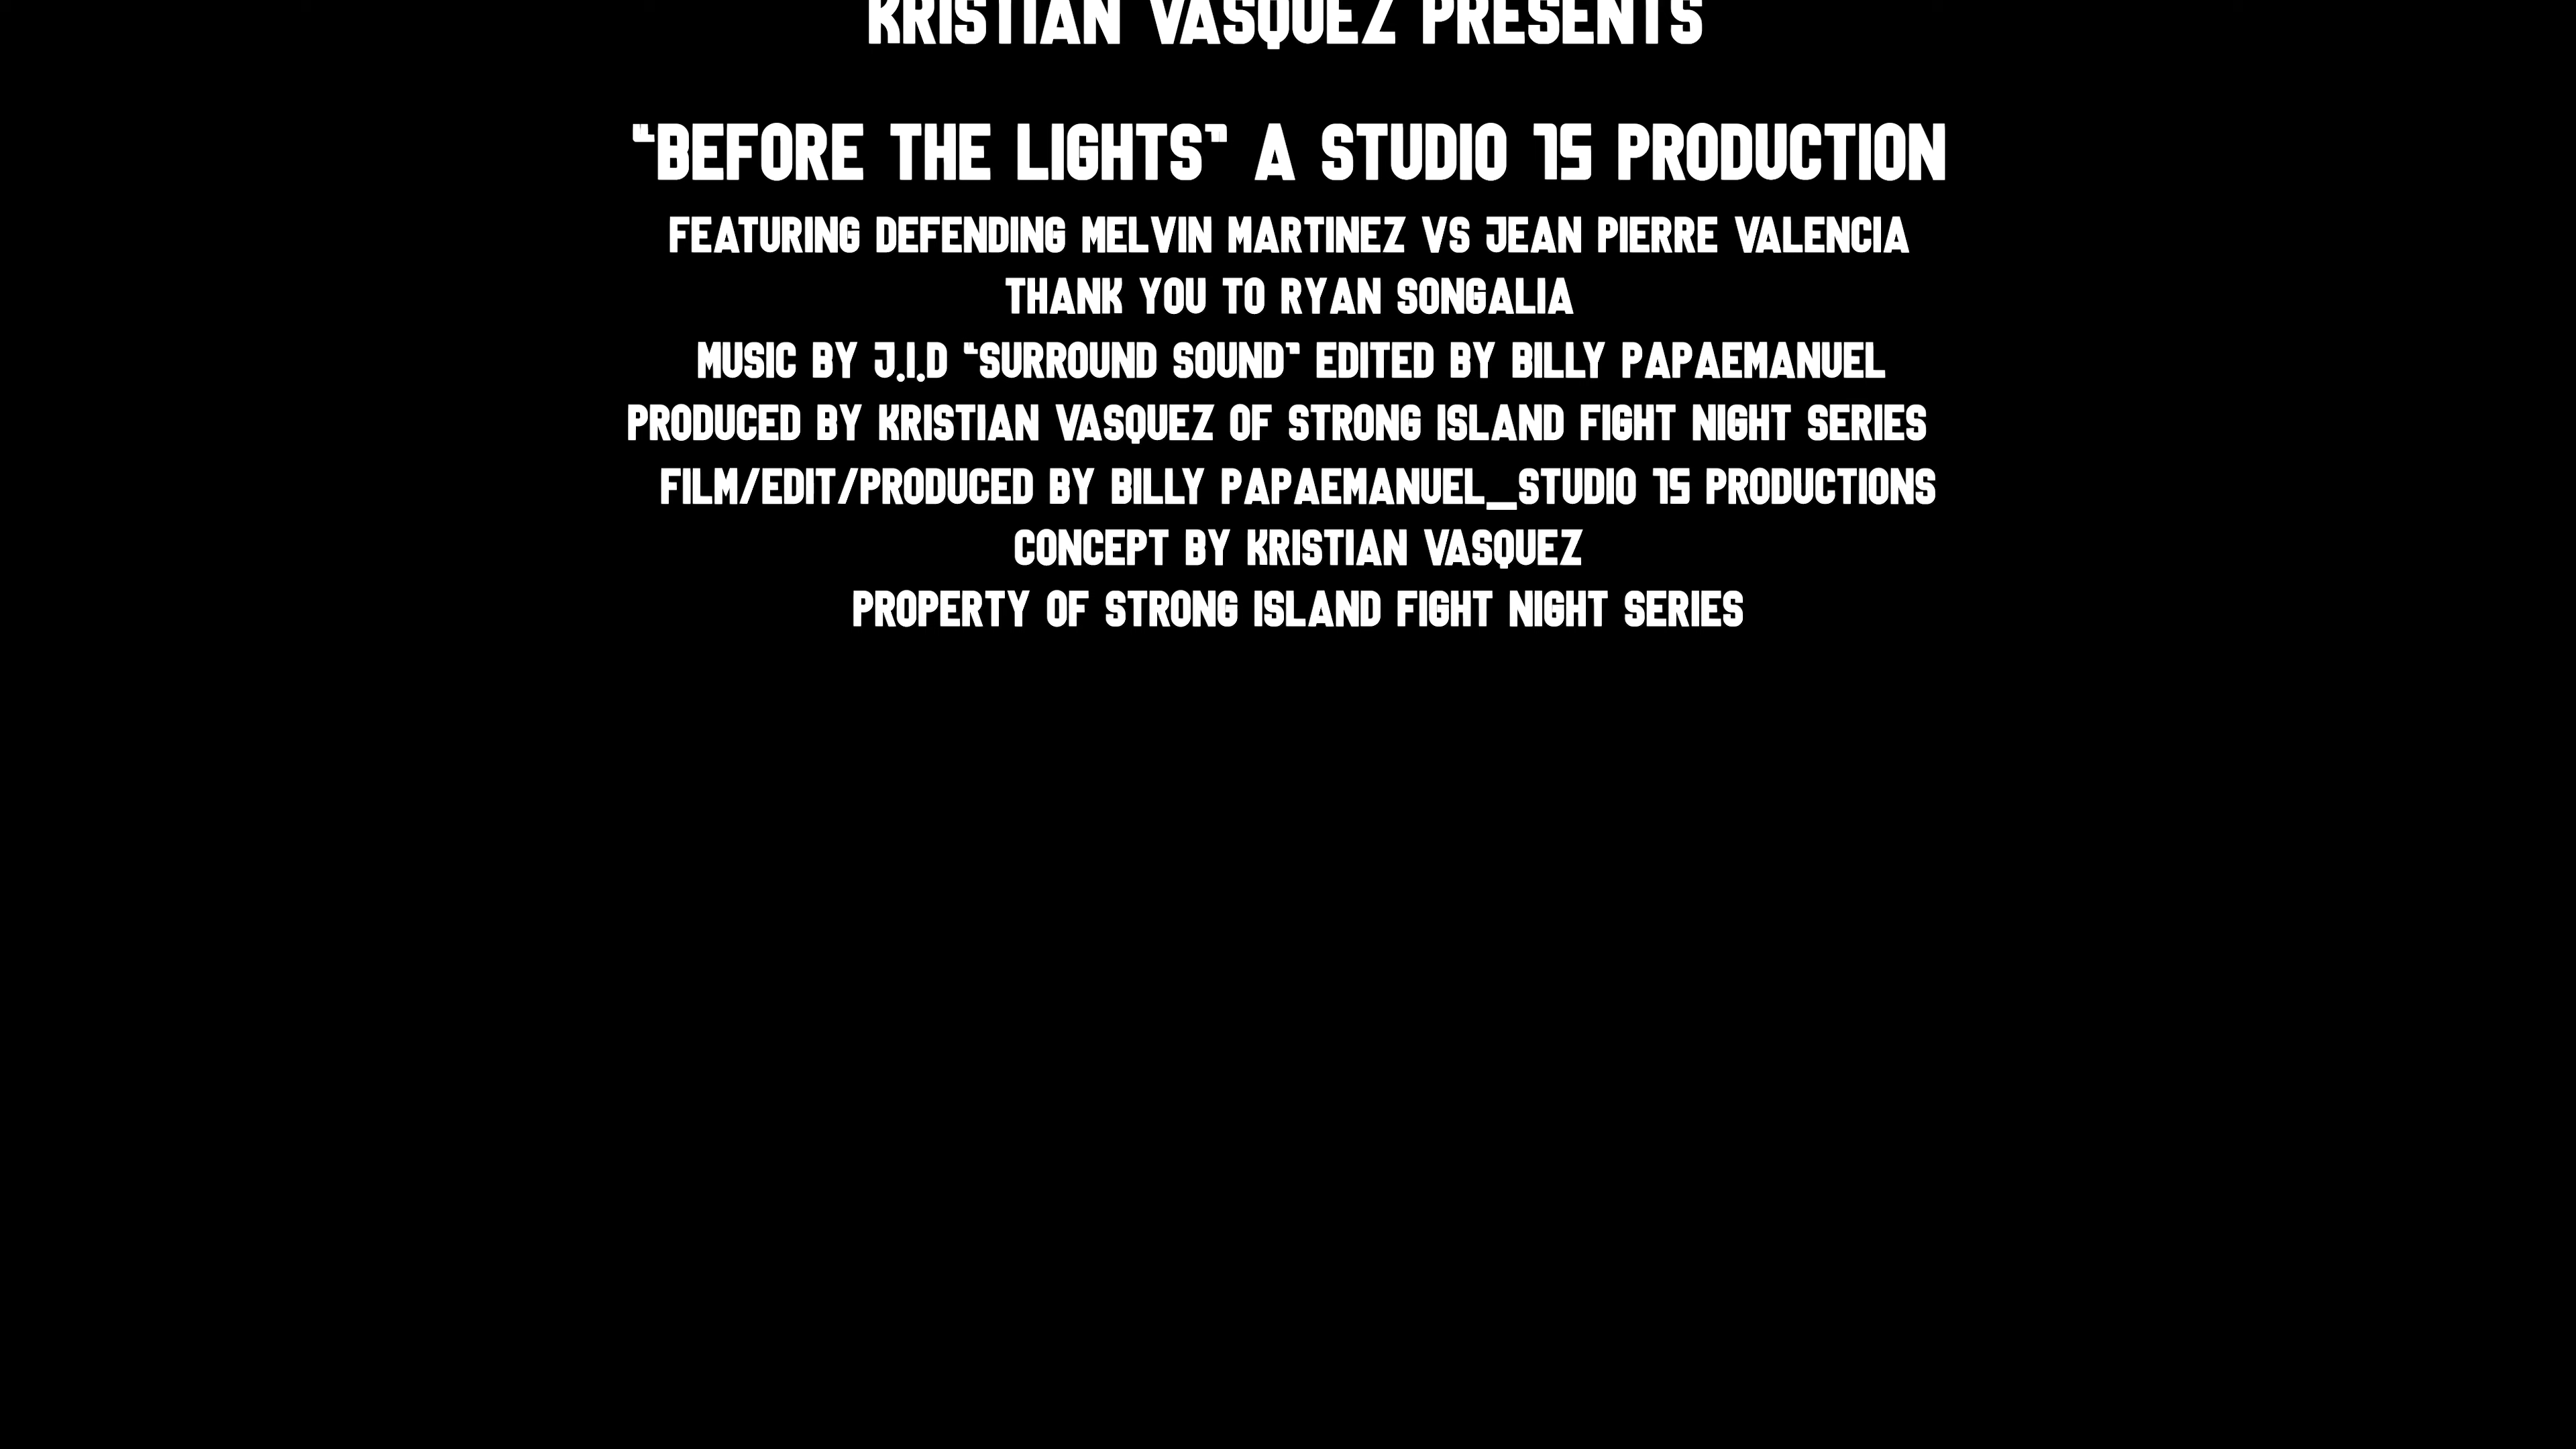 KRISTIAN VASQUEZ PRESENTS
“BEFORE THE LIGHTS” A STUDIO 15 PRODUCTION
FEATURING DEFENDING MELVIN MARTINEZ VS JEAN PIERRE VALENCIA
THANK YOU TO RYAN SONGALIA
MUSIC BY J.I.D “SURROUND SOUND” EDITED BY BILLY PAPAEMANUEL
PRODUCED BY KRISTIAN VASQUEZ OF STRONG ISLAND FIGHT NIGHT SERIES
FILM/EDIT/PRODUCED BY BILLY PAPAEMANUEL_STUDIO 15 PRODUCTIONS
CONCEPT BY KRISTIAN VASQUEZ
PROPERTY OF STRONG ISLAND FIGHT NIGHT SERIES